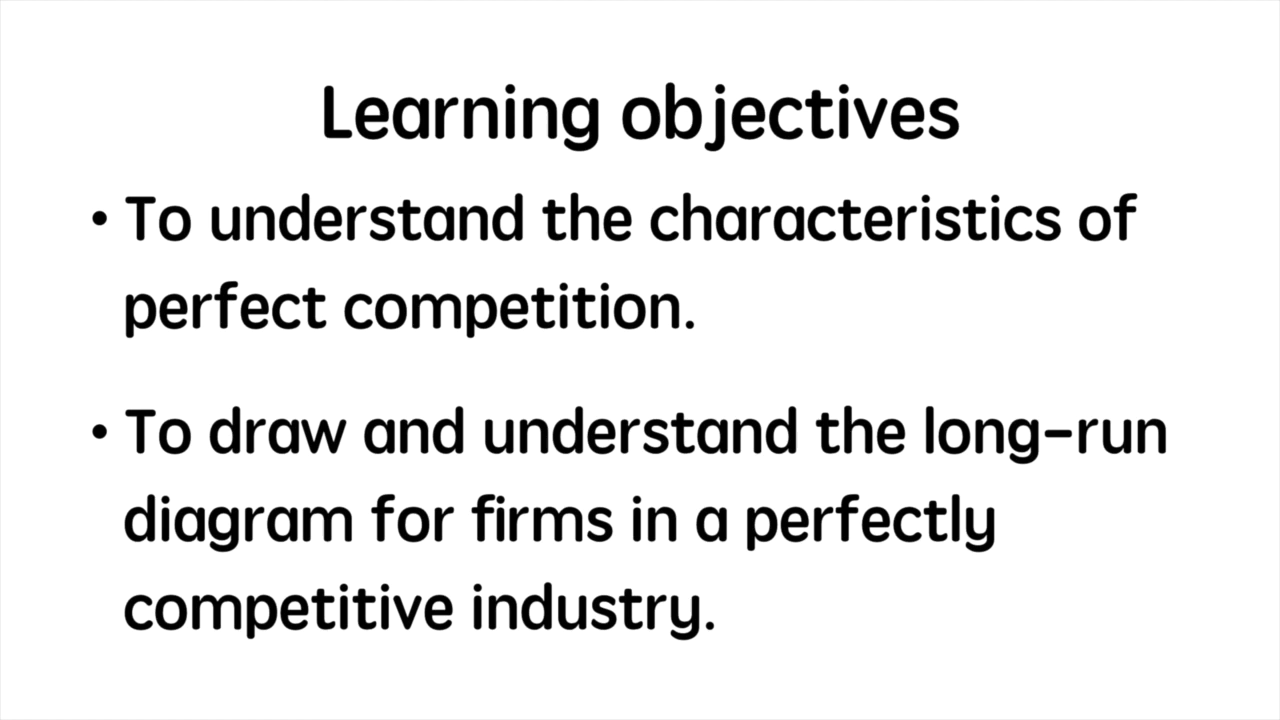 Learning objectives
• To understand the characteristics of
perfect competition.
• To draw and understand the long-run
diagram for firms in a perfectly
competitive industry.